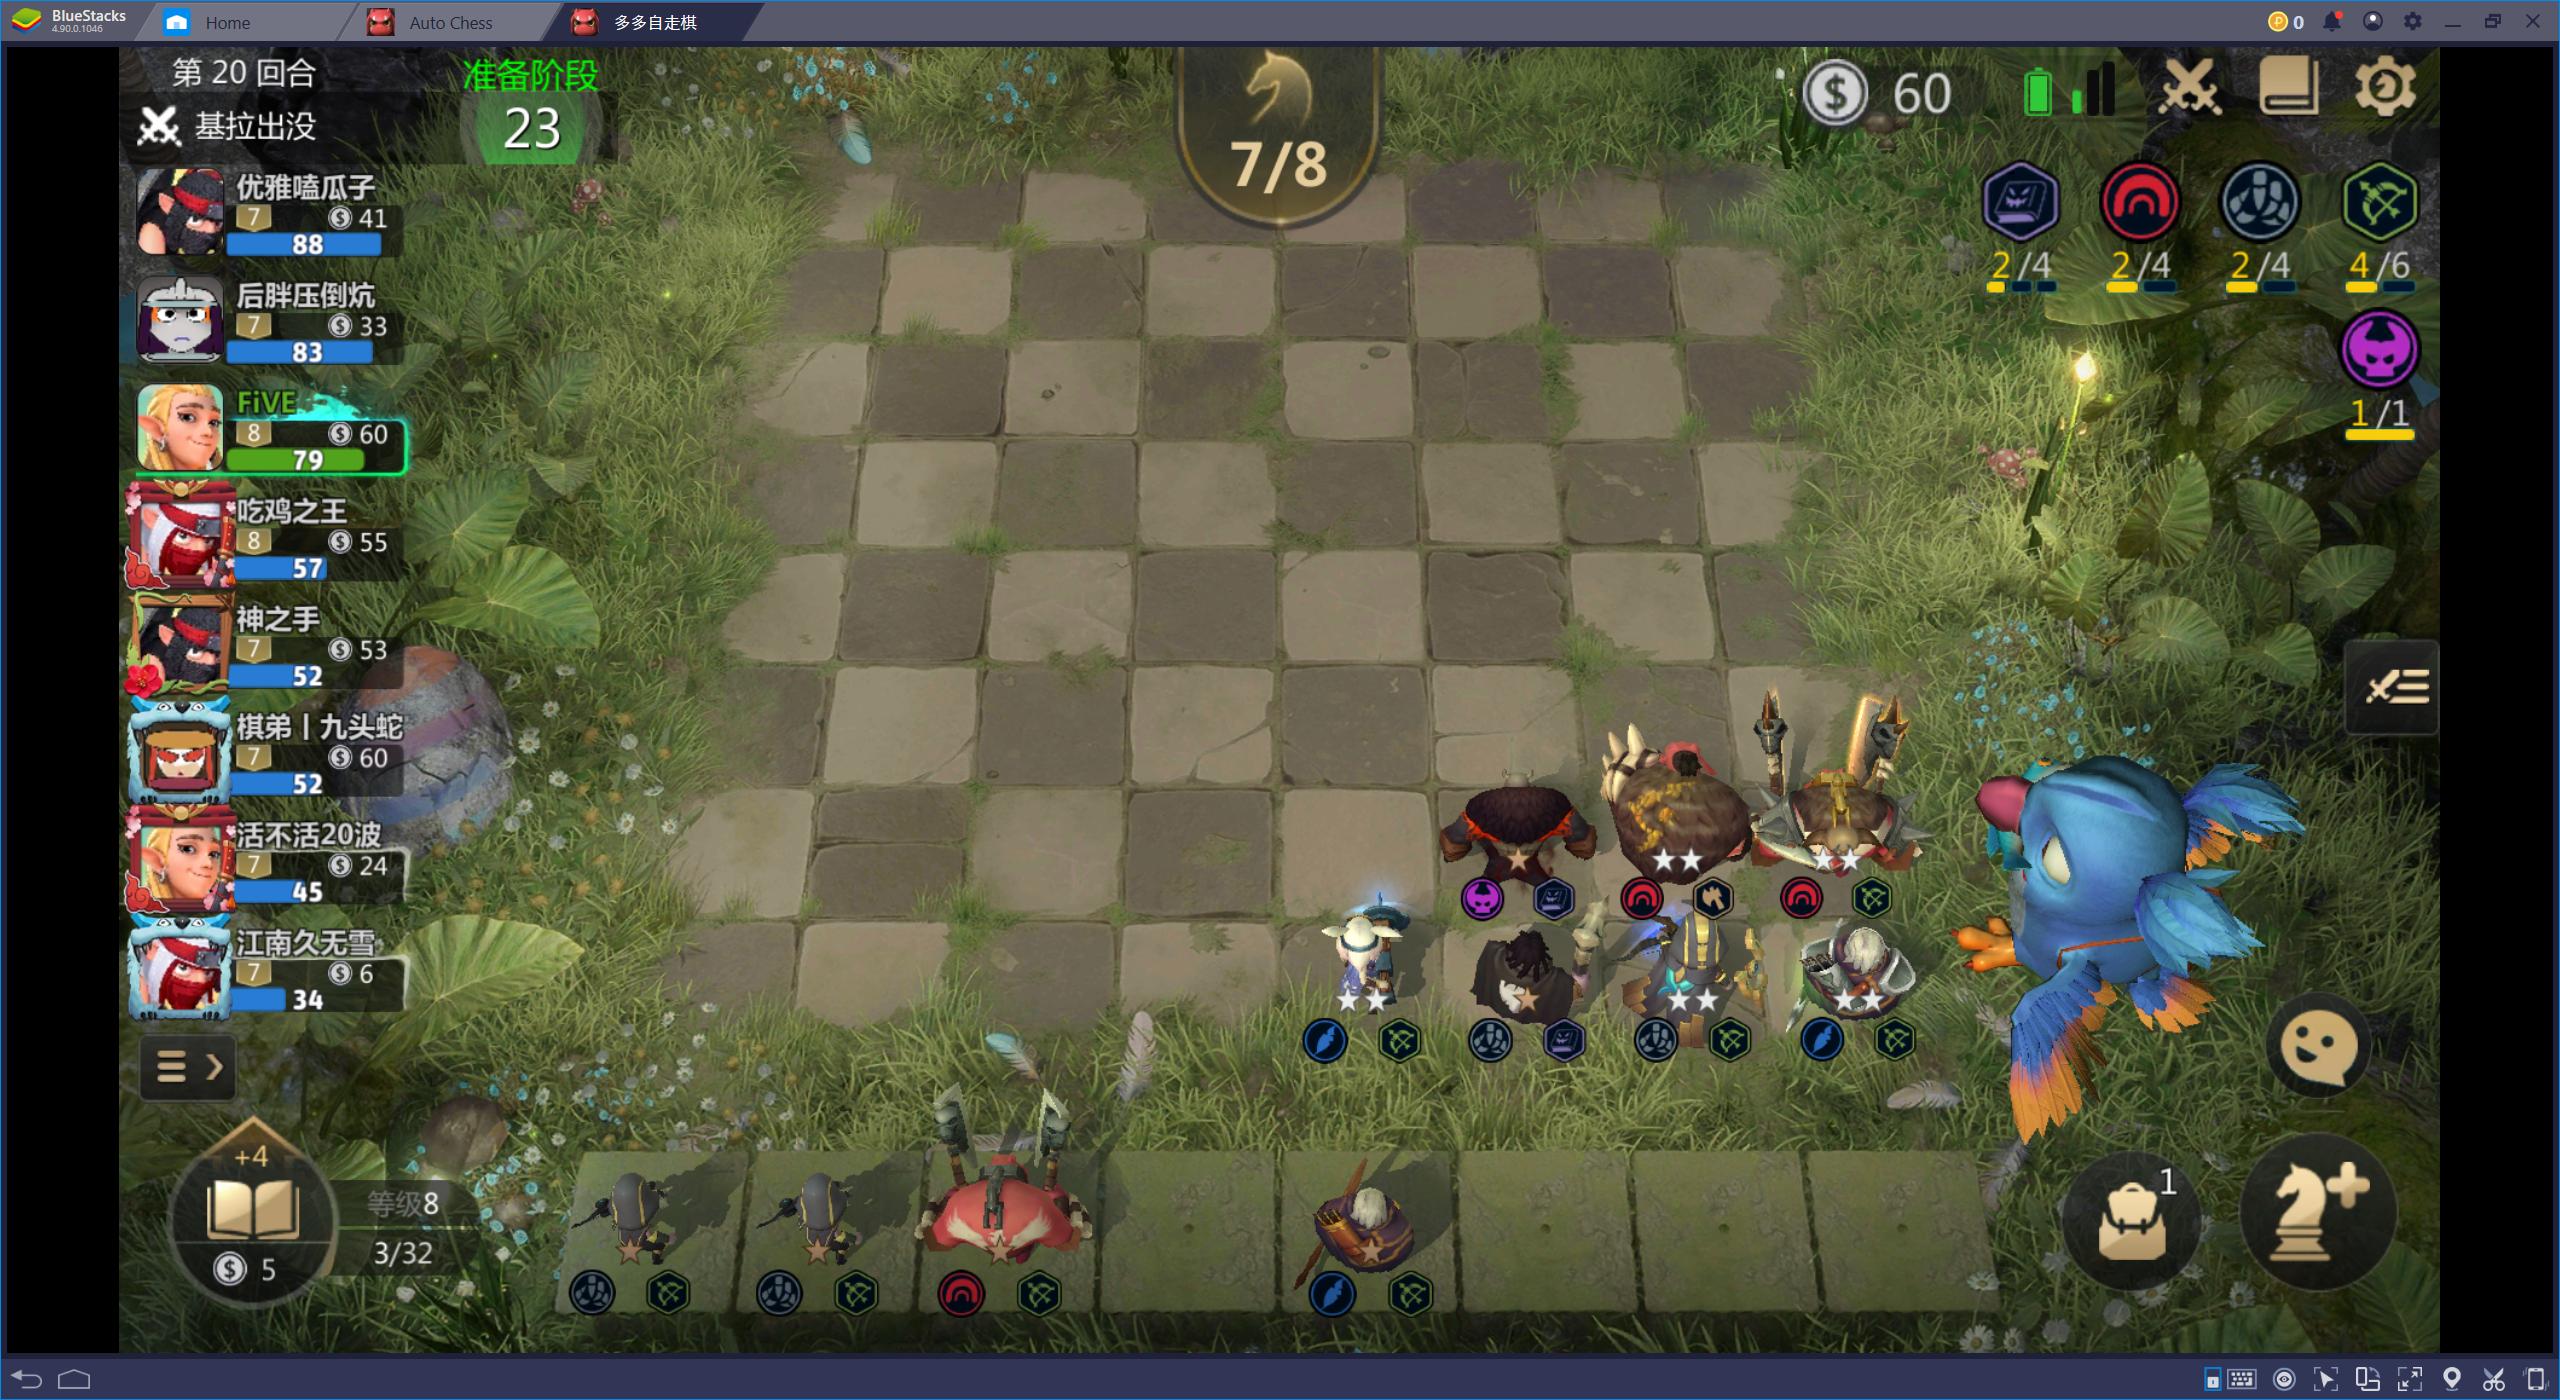 BlueStacks
4.90.0.1046
Home
Auto Chess
多多自走棋
0
第 20 回合
准备阶段
23
基拉出没
7/8
60
优雅嗑瓜子
7 41
88
后胖压倒炕
7 33
83
FiVE
8 60
79
吃鸡之王
8 55
57
神之手
7 53
52
棋弟丨九头蛇
7 60
52
活不活20波
7 24
45
江南久无雪
7 6
34
2/4
2/4
2/4
4/6
1/1
+4
5
等级8
3/32
1